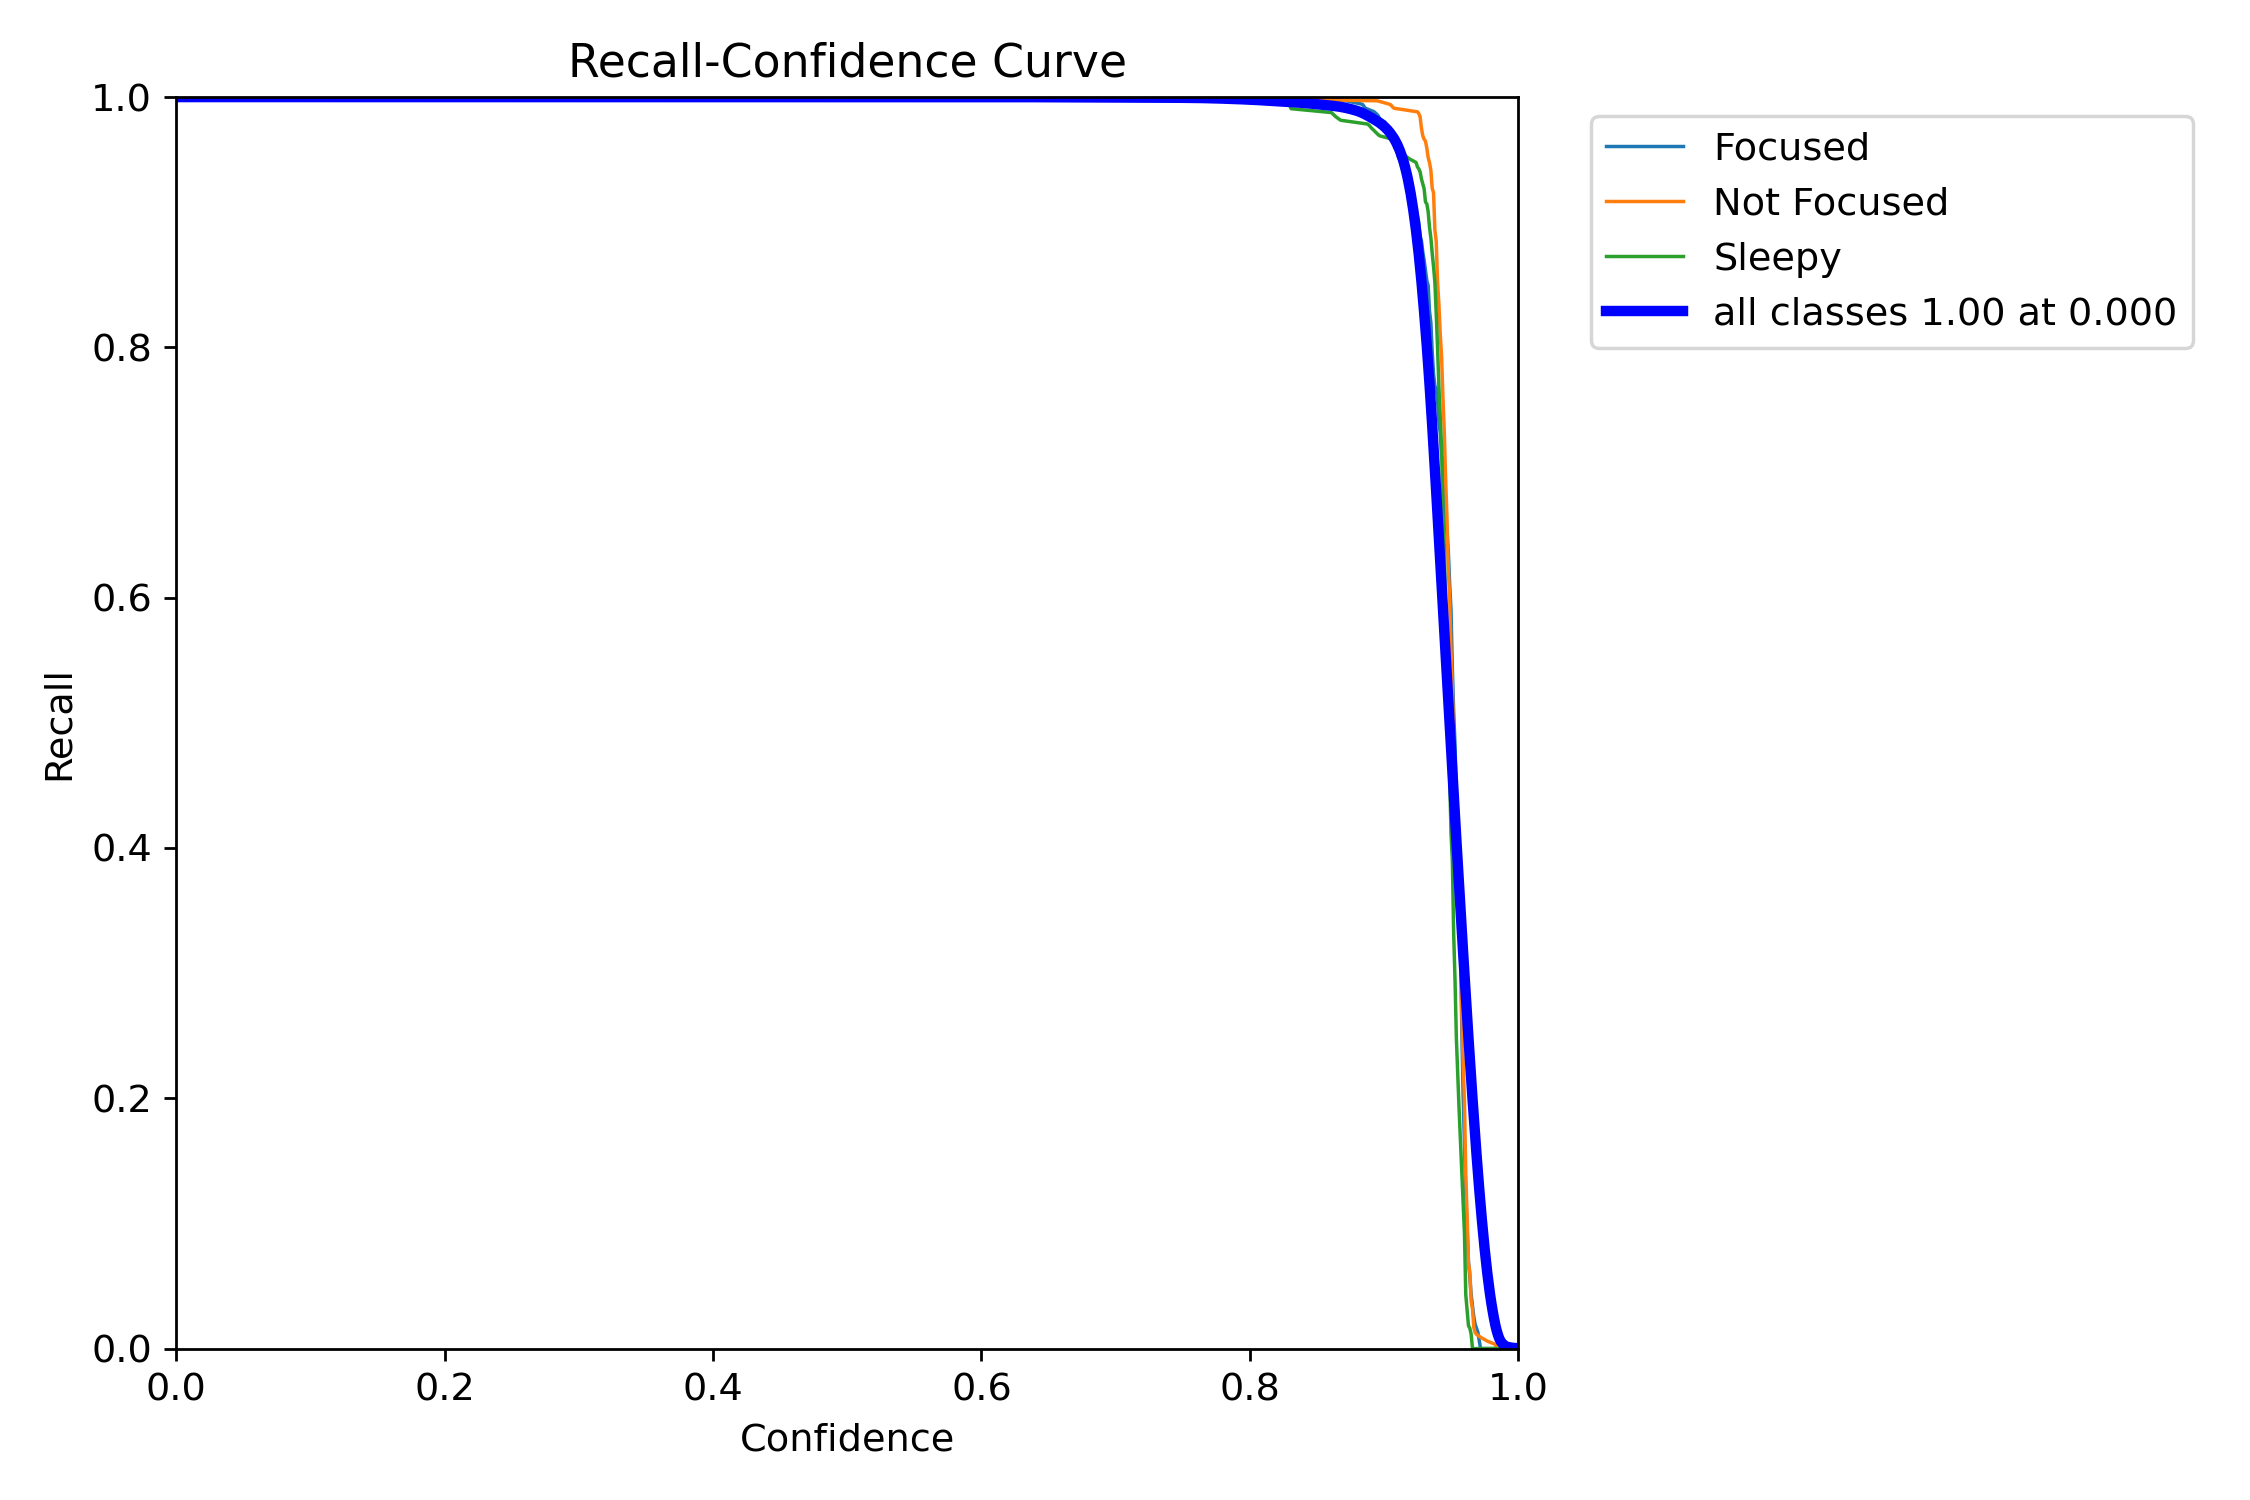 Recall-Confidence Curve
1.0
0.8
0.6
0.4
0.2
0.0
Recall
0.0 0.2 0.4 0.6 0.8 1.0
Confidence
Focused
Not Focused
Sleepy
all classes 1.00 at 0.000